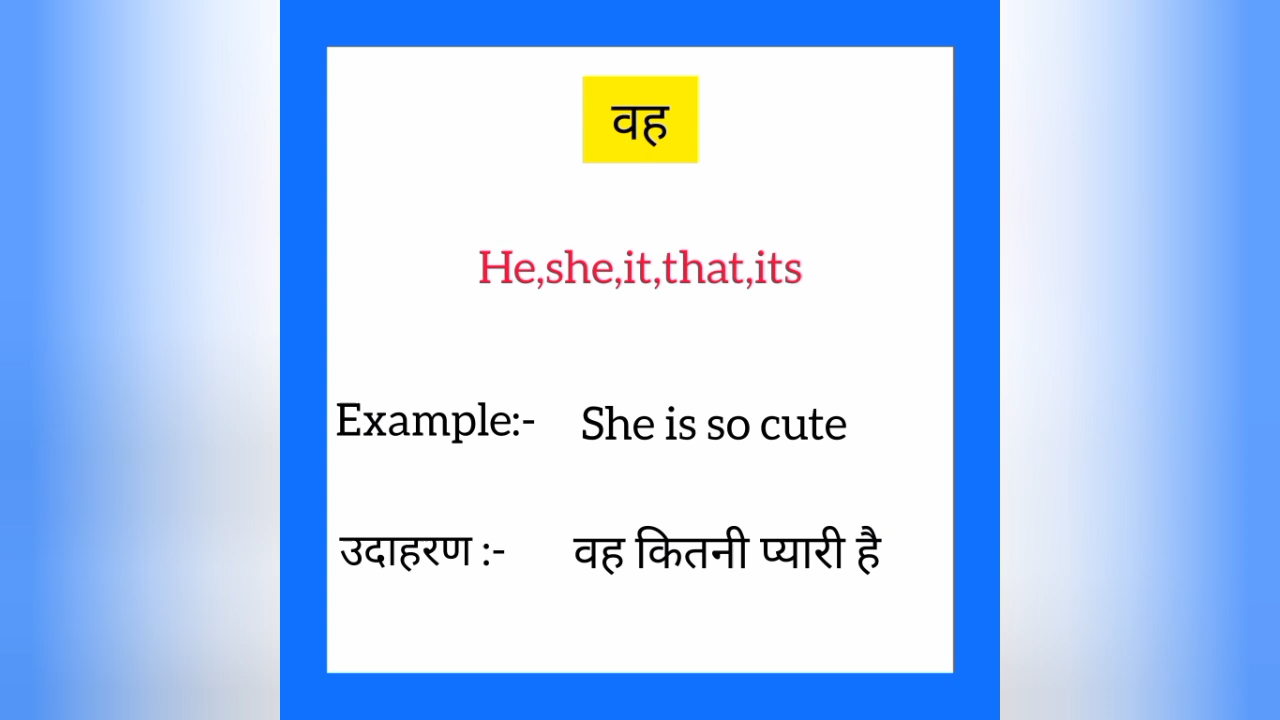 वह
He,she,it,that,its
Example:- She is so cute
उदाहरण :- वह कितनी प्यारी है